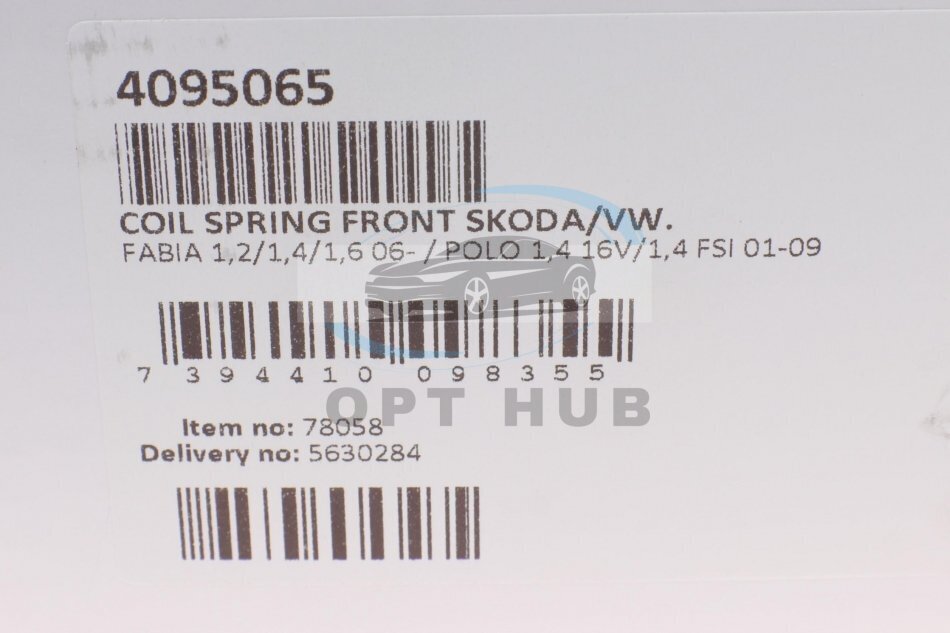 4095065
COIL SPRING FRONT SKODA/VW.
FABIA 1,2/1,4/1,6 06- / POLO 1,4 16V/1,4 FSI 01-09
7 394410 098355
OPT HUB
Item no: 78058
Delivery no: 5630284